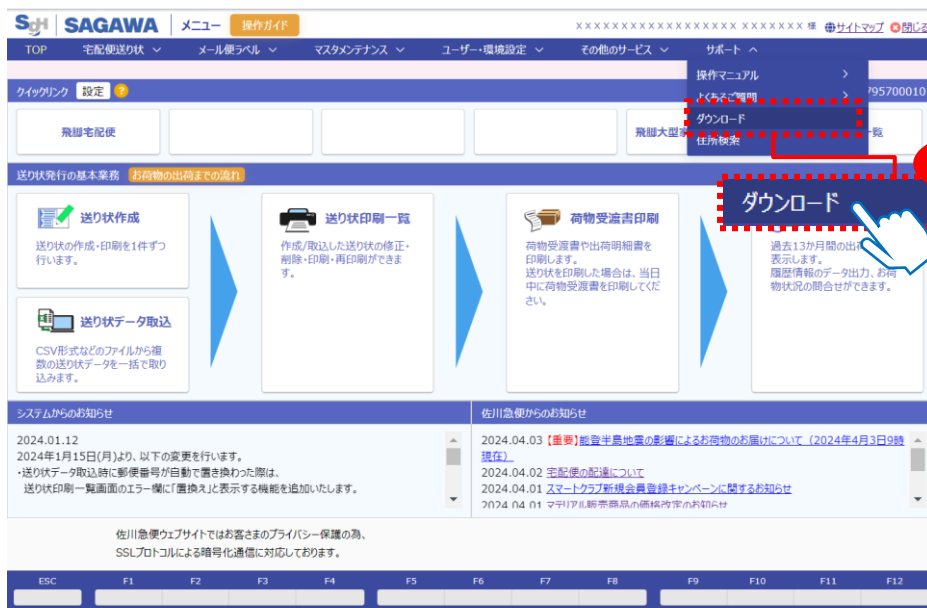 SGH SAGAWA メニュー 操作ガイド ××××××××××××××××××× ××××××× 様 サイトマップ 閉じる
TOP 宅配便送り状 メール便ラベル マスタメンテナンス ユーザー・環境設定 その他のサービス サポート
操作マニュアル
よくあるご質問
ダウンロード
住所検索
クイックリンク 設定 ? 795700010
飛脚宅配便
飛脚大型家
覧
送り状発行の基本業務 お荷物の出荷までの流れ
ダウンロード
送り状作成
送り状の作成・印刷を1件ずつ
行います。
送り状データ取込
CSV形式などのファイルから複
数の送り状データを一括で取り
込みます。
送り状印刷一覧
作成/取込した送り状の修正・
削除・印刷・再印刷ができま
す。
荷物受渡書印刷
荷物受渡書や出荷明細書を
印刷します。
送り状を印刷した場合は、当日
中に荷物受渡書を印刷してくだ
さい。
過去13か月間の出
表示します。
履歴情報のデータ出力、お荷
物状況の問合せができます。
システムからのお知らせ
2024.01.12
2024年1月15日(月)より、以下の変更を行います。
・送り状データ取込時に郵便番号が自動で置き換わった際は、
送り状印刷一覧画面のエラー欄に「置換え」と表示する機能を追加いたします。
佐川急便からのお知らせ
2024.04.03 【重要】能登半島地震の影響によるお荷物のお届けについて（2024年4月3日9時
現在）
2024.04.02 宅配便の配達について
2024.04.01 スマートクラブ新規会員登録キャンペーンに関するお知らせ
2024.04.01 マテリアル販売商品の価格改定のお知らせ
佐川急便ウェブサイトではお客さまのプライバシー保護の為、
SSLプロトコルによる暗号化通信に対応しております。
ESC F1 F2 F3 F4 F5 F6 F7 F8 F9 F10 F11 F12